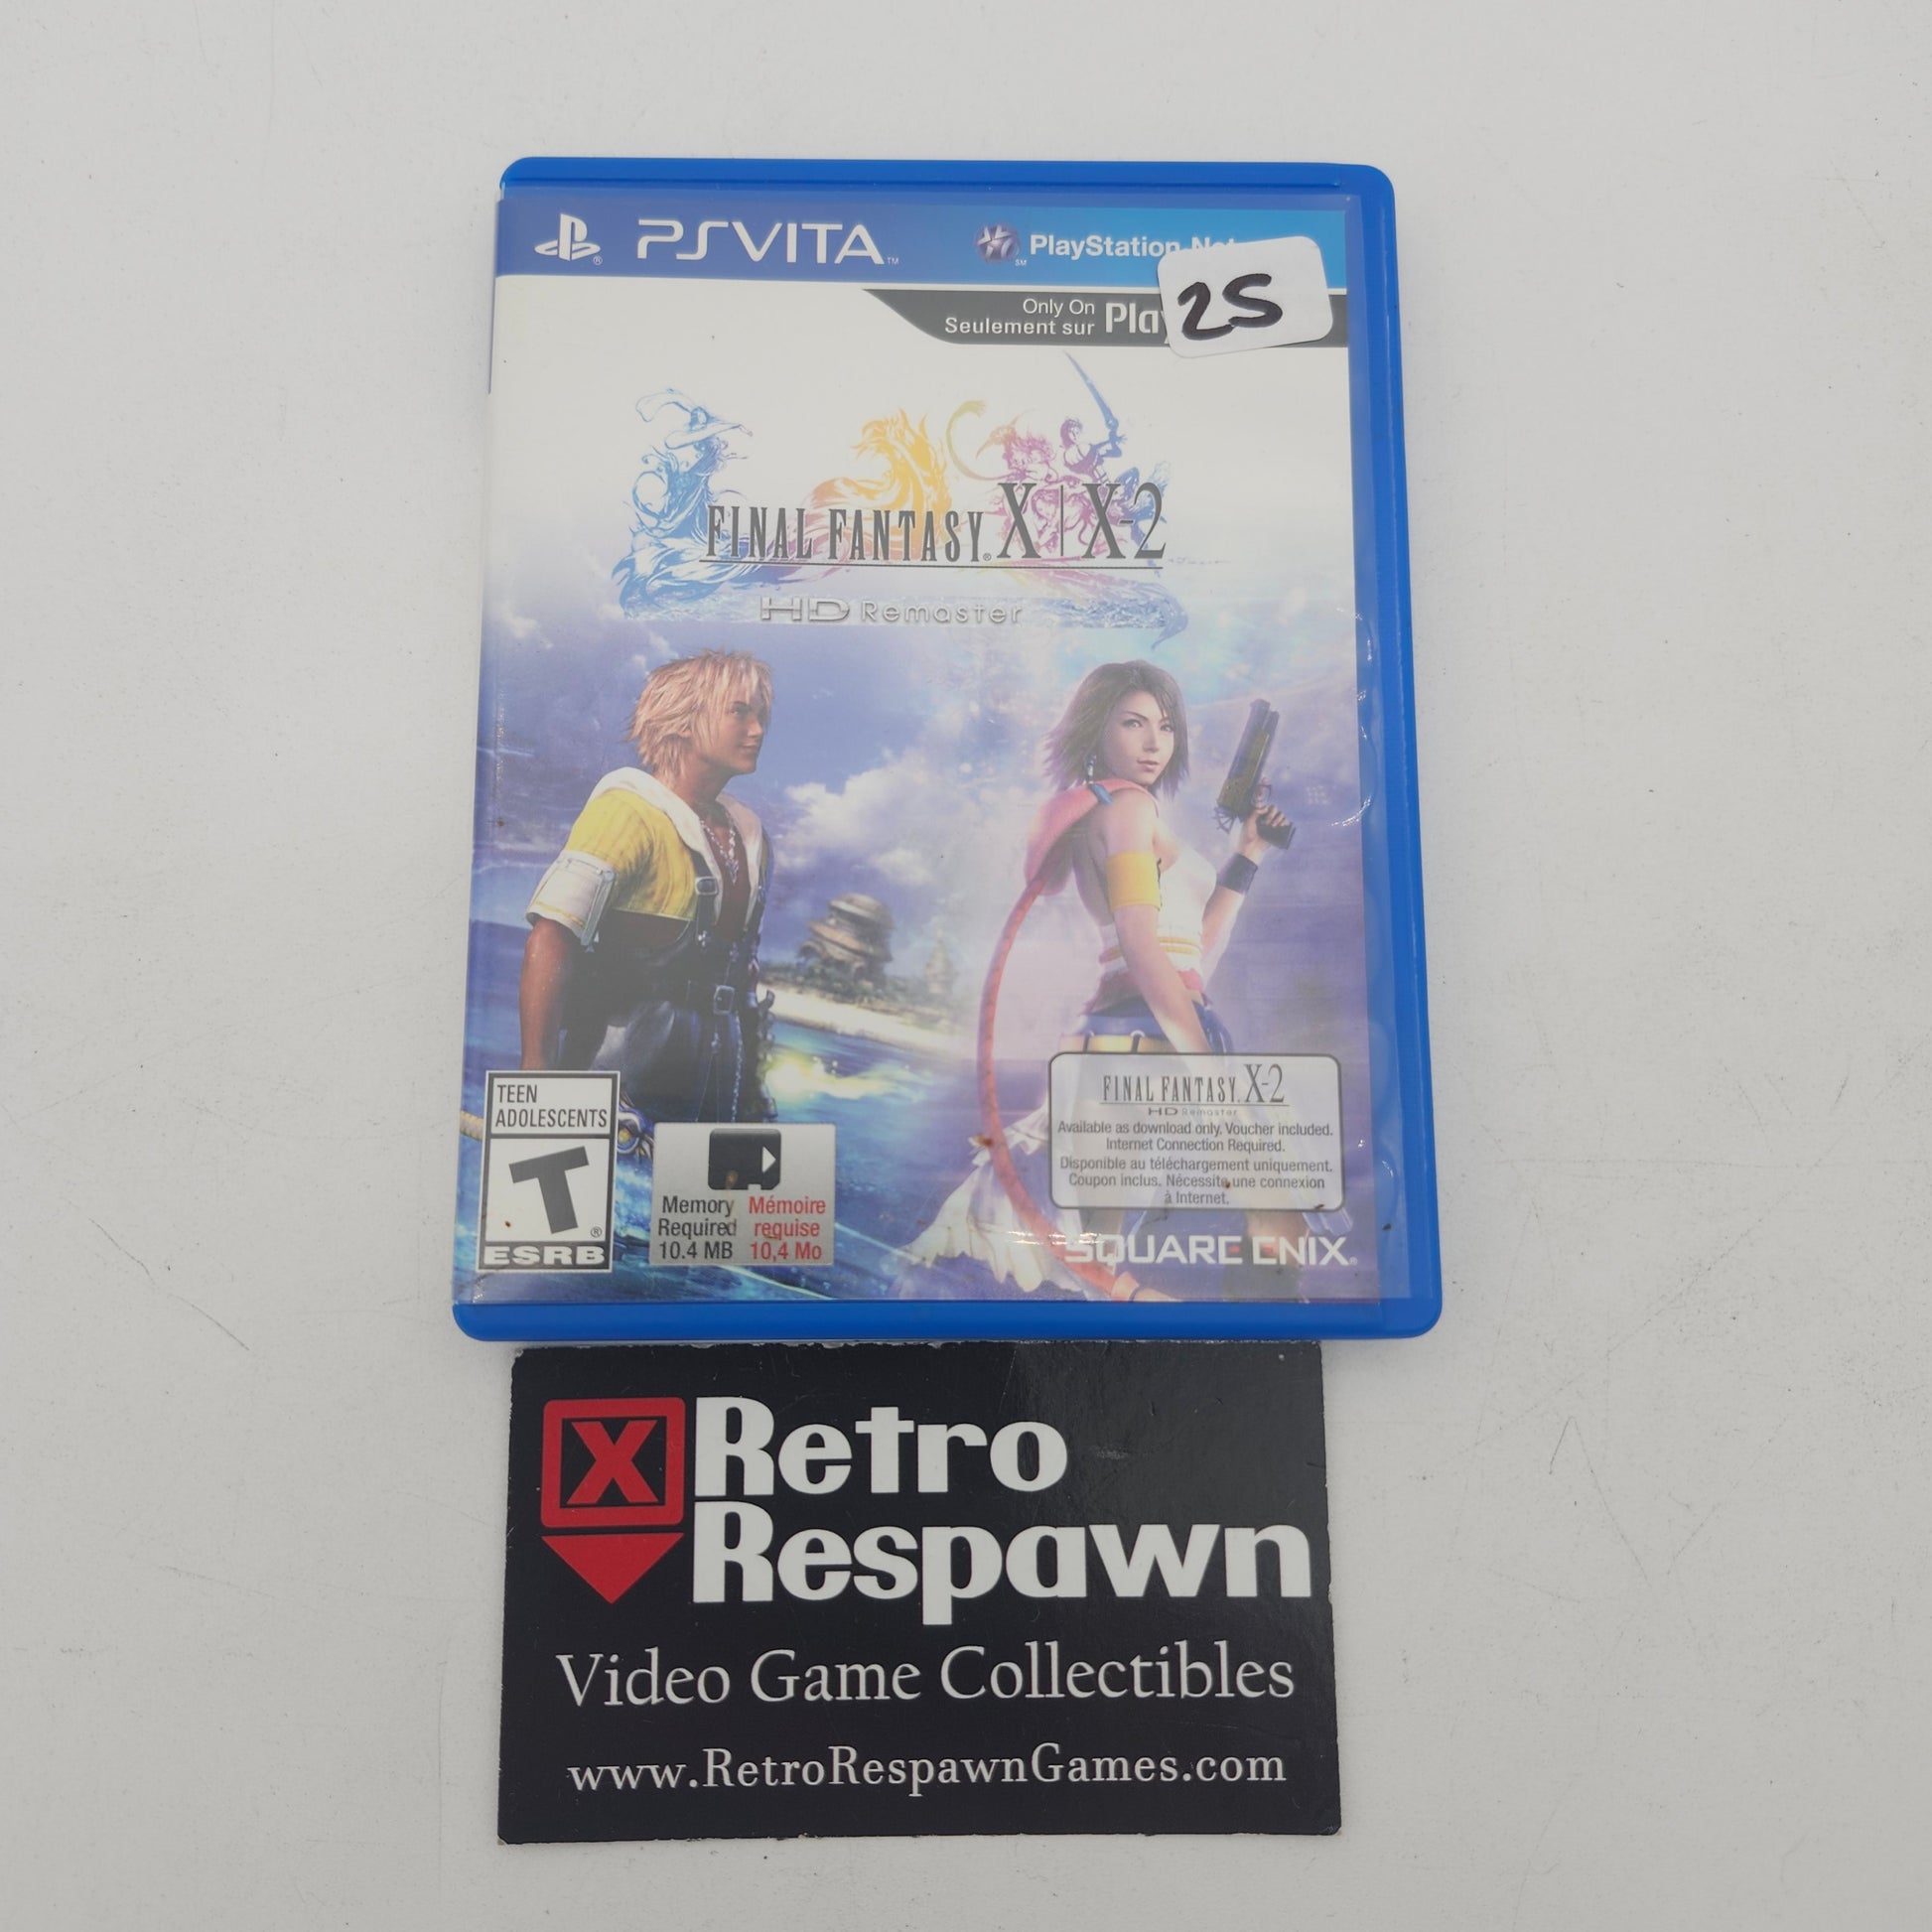 PSVITA™
PlayStation
25
Only On
Seulement sur
FINAL FANTASY® X | X-2
HD Remaster
TEEN
ADOLESCENTS
T
®
ESRB
Memory
Required
10.4 MB
Mémoire
requise
10,4 Mo
FINAL FANTASY® X-2
HD Remaster
Available as download only. Voucher included.
Internet Connection Required.
Disponible au téléchargement uniquement.
Coupon inclus. Nécessite une connexion
à Internet.
SQUARE ENIX®
X Retro
Respawn
Video Game Collectibles
www.RetroRespawnGames.com